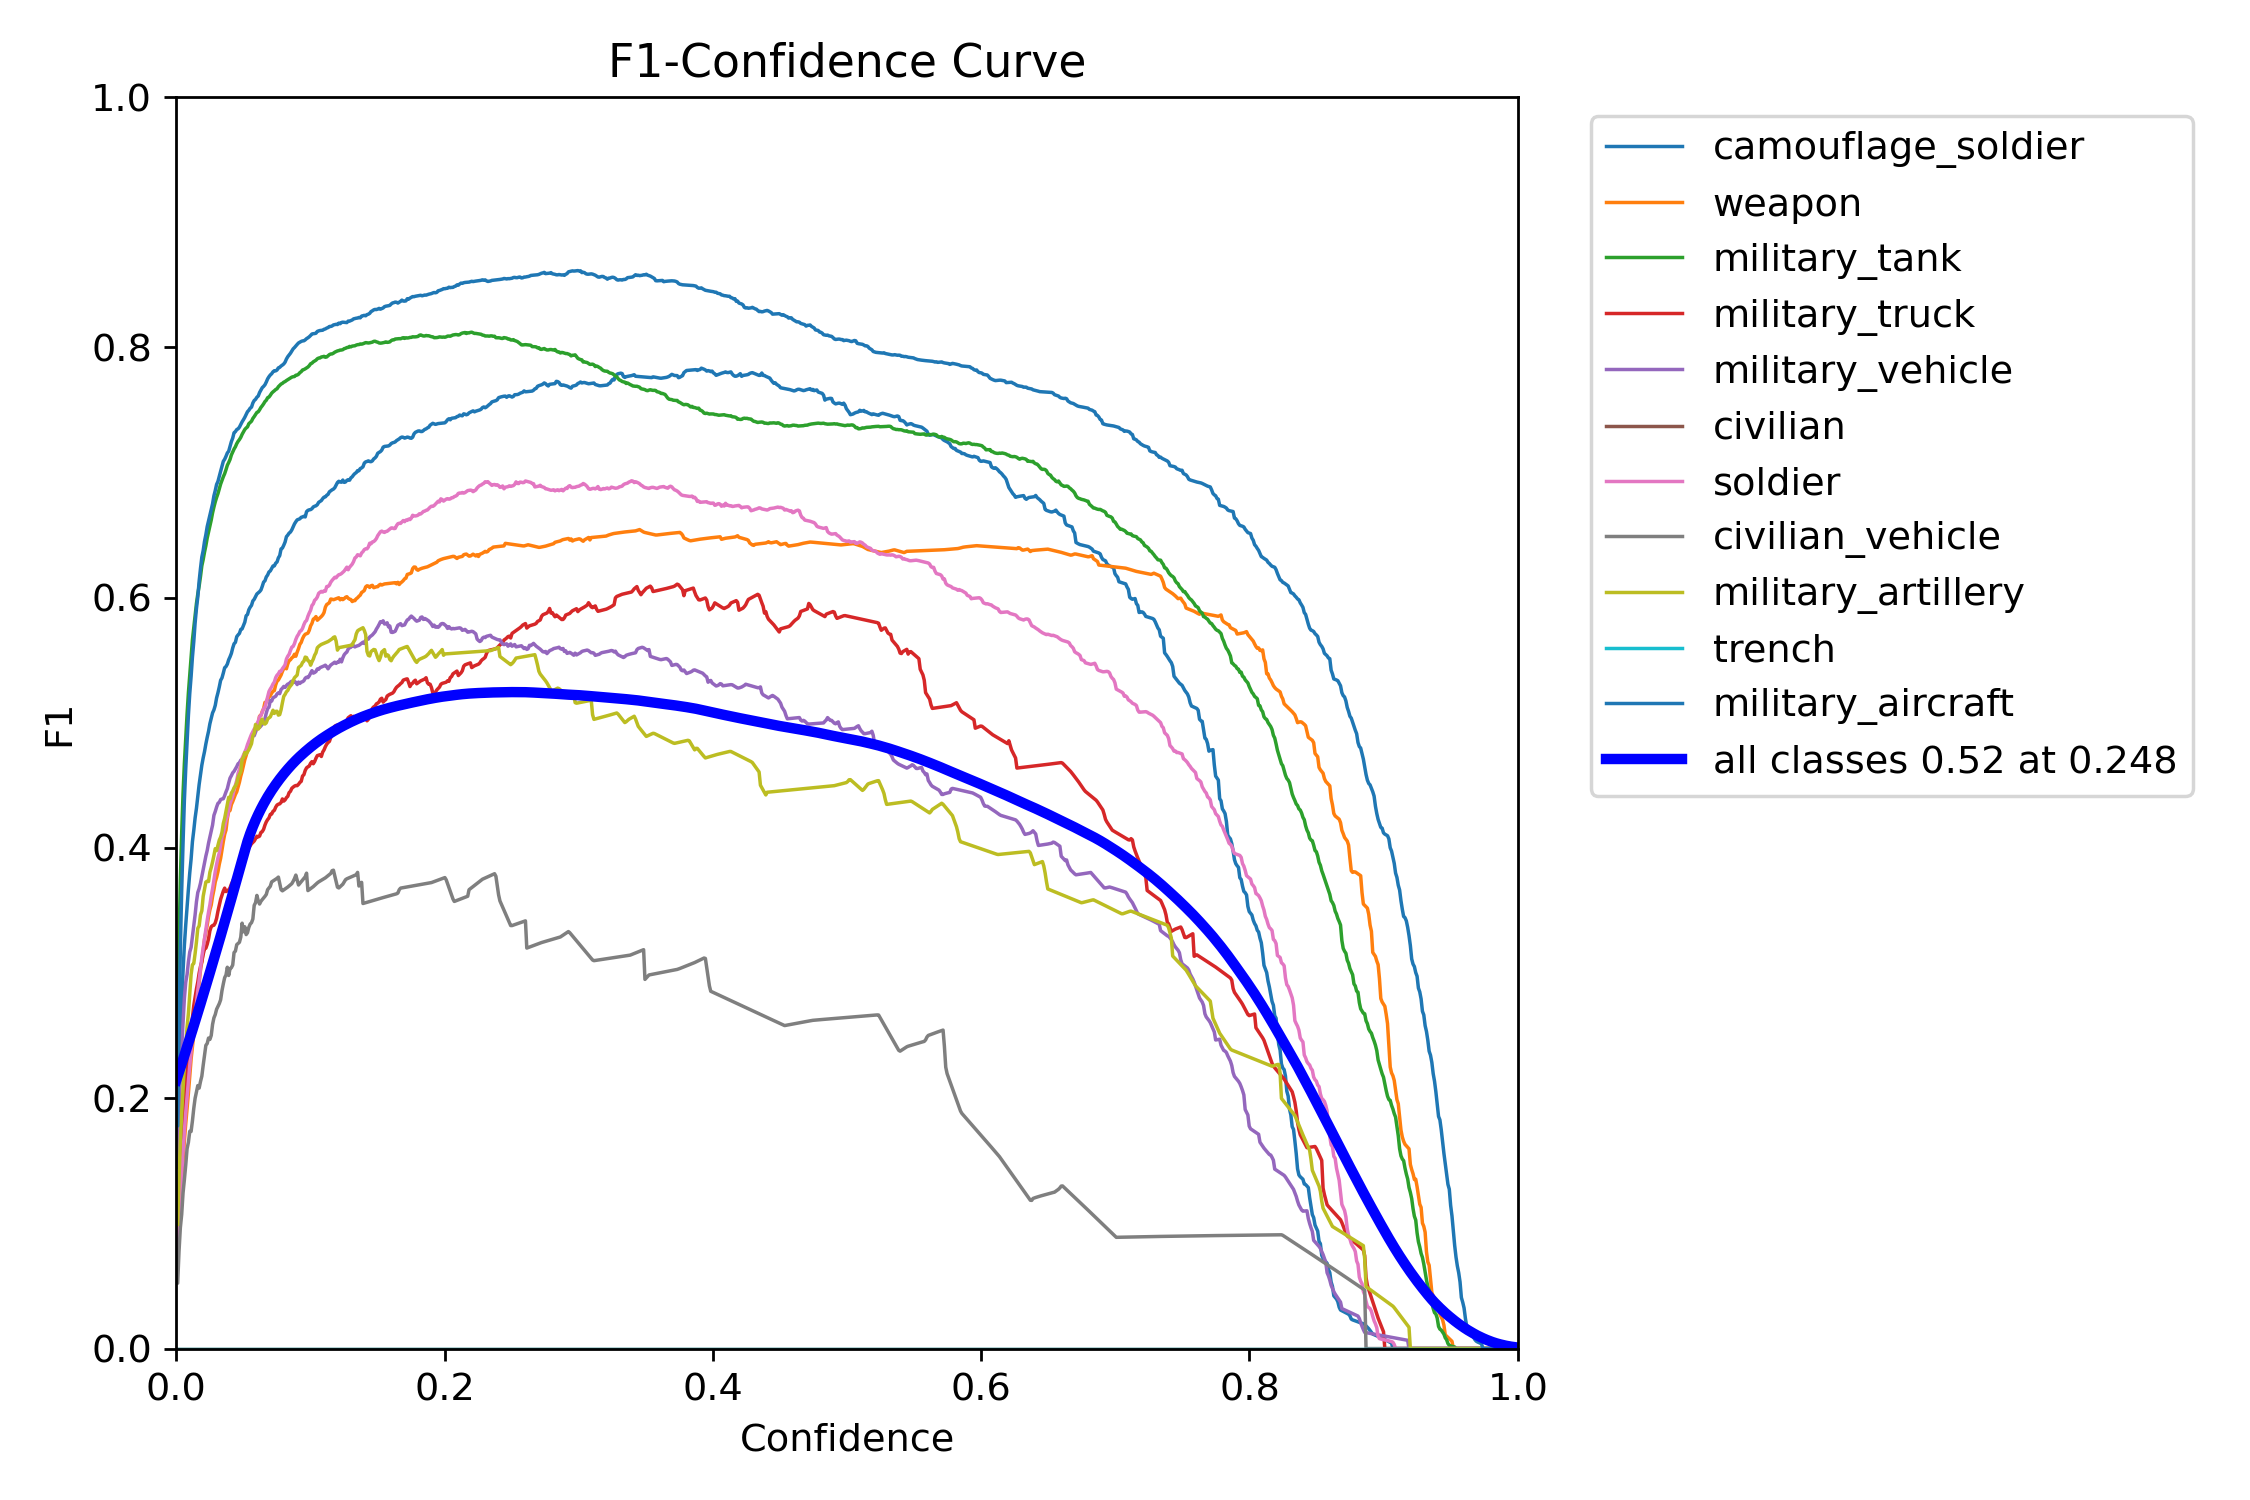 F1-Confidence Curve
1.0
0.8
0.6
0.4
0.2
0.0
F1
0.0 0.2 0.4 0.6 0.8 1.0
Confidence
camouflage_soldier
weapon
military_tank
military_truck
military_vehicle
civilian
soldier
civilian_vehicle
military_artillery
trench
military_aircraft
all classes 0.52 at 0.248